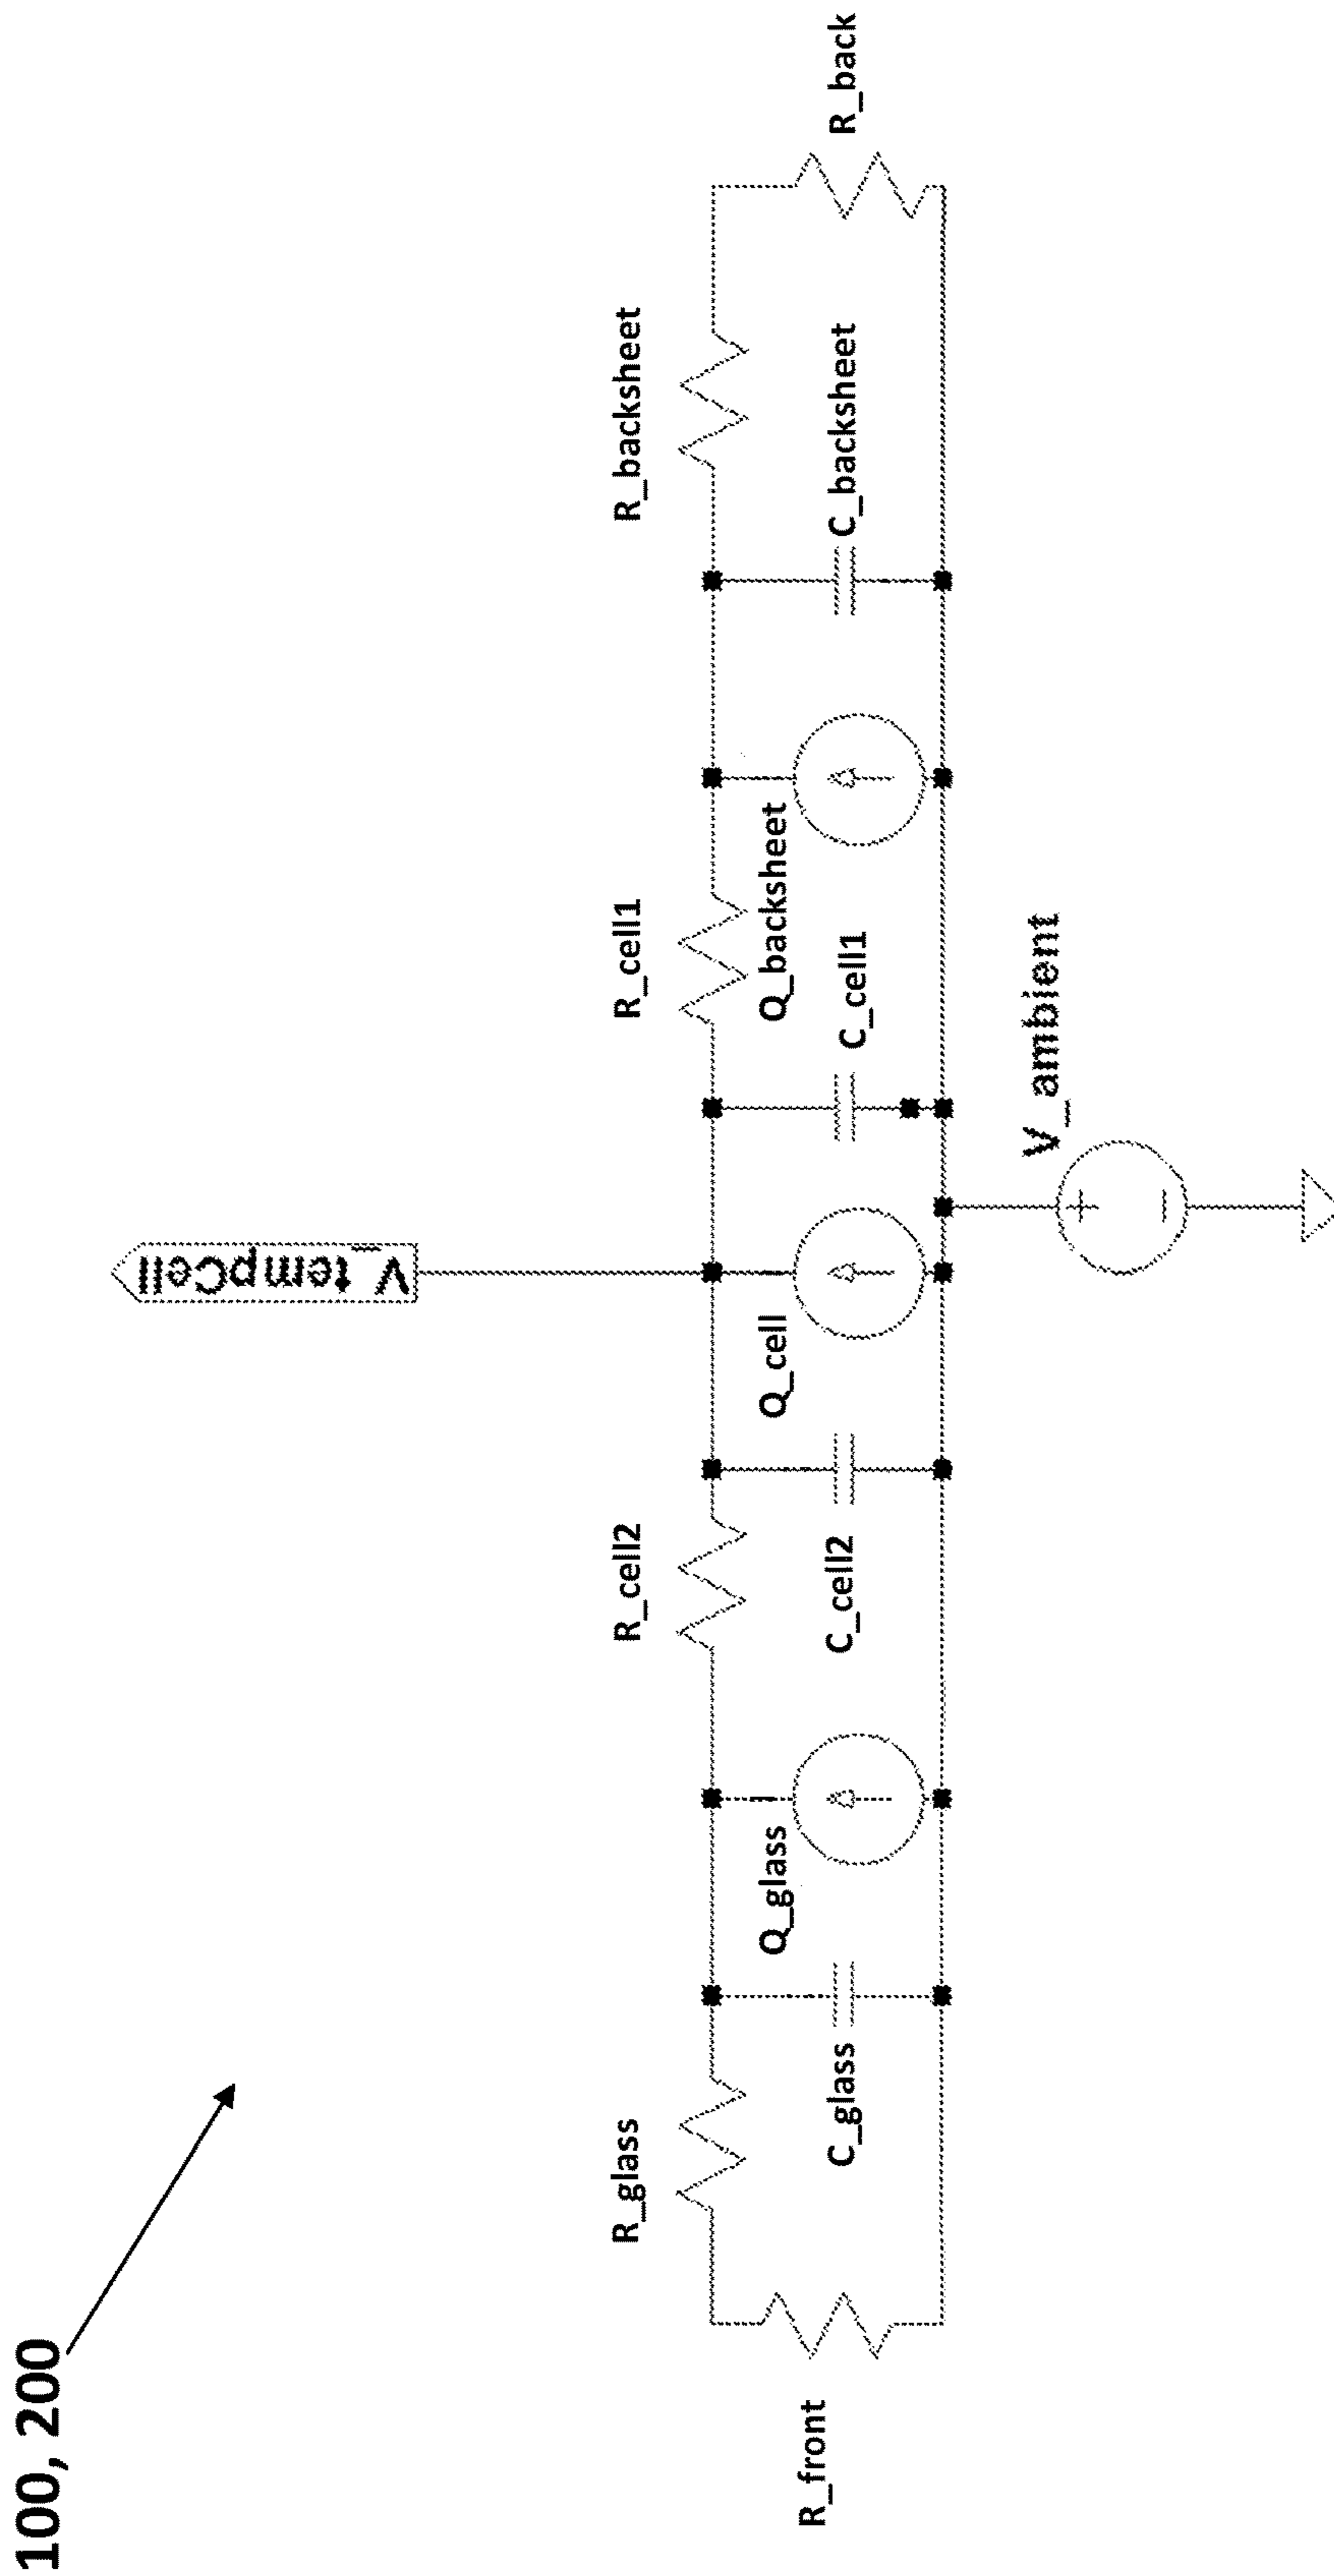 100, 200
V_tempCell
R_glass
R_cell2
R_cell1
R_backsheet
Q_glass
Q_cell
Q_backsheet
R_front
C_glass
C_cell2
C_cell1
C_backsheet
R_back
V_ambient
+
−